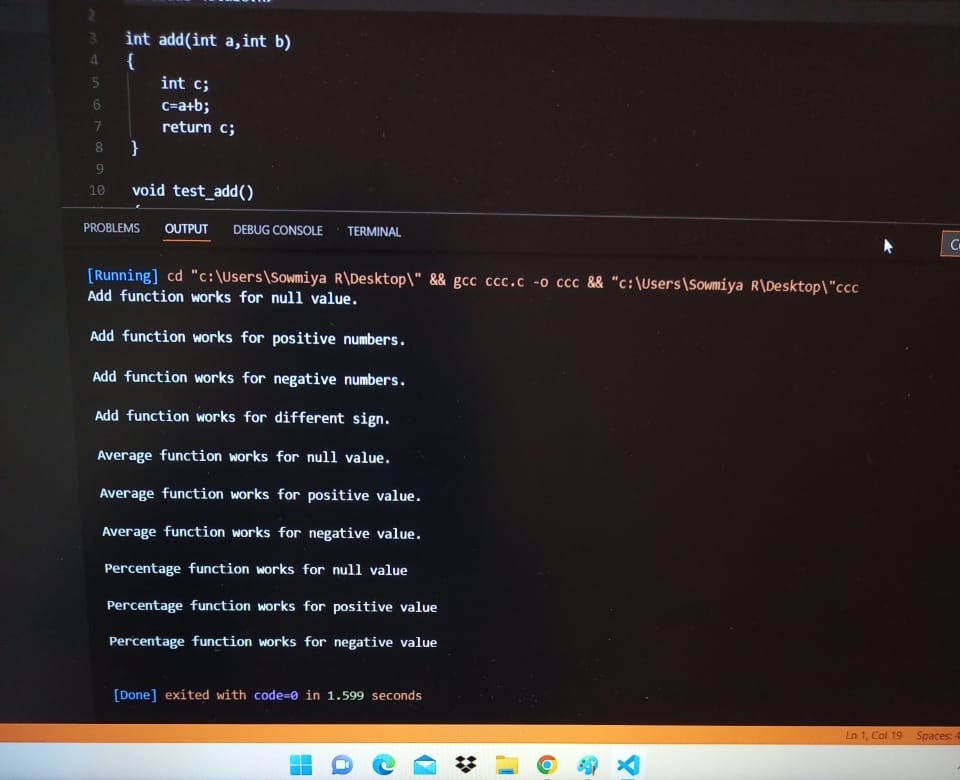 2
3 int add(int a,int b)
4 {
5 int c;
6 c=a+b;
7 return c;
8 }
9
10 void test_add()
PROBLEMS OUTPUT DEBUG CONSOLE TERMINAL
[Running] cd "c:\Users\Sowmiya R\Desktop\" && gcc ccc.c -o ccc && "c:\Users\Sowmiya R\Desktop\"ccc
Add function works for null value.
Add function works for positive numbers.
Add function works for negative numbers.
Add function works for different sign.
Average function works for null value.
Average function works for positive value.
Average function works for negative value.
Percentage function works for null value
Percentage function works for positive value
Percentage function works for negative value
[Done] exited with code=0 in 1.599 seconds
Ln 1, Col 19 Spaces: 4